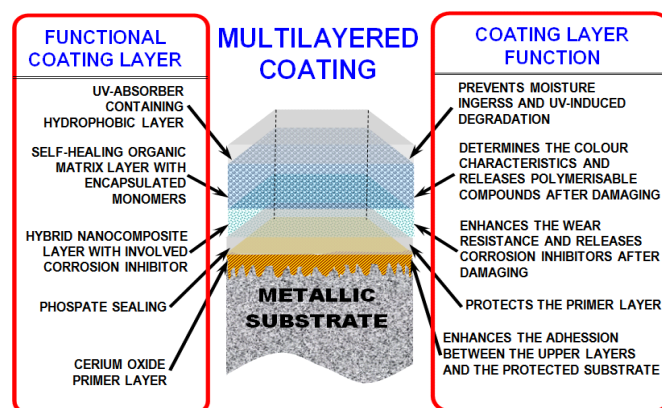 FUNCTIONAL
COATING LAYER
UV-ABSORBER
CONTAINING
HYDROPHOBIC LAYER
SELF-HEALING ORGANIC
MATRIX LAYER WITH
ENCAPSULATED
MONOMERS
HYBRID NANOCOMPOSITE
LAYER WITH INVOLVED
CORROSION INHIBITOR
PHOSPATE SEALING
CERIUM OXIDE
PRIMER LAYER
MULTILAYERED
COATING
METALLIC
SUBSTRATE
COATING LAYER
FUNCTION
PREVENTS MOISTURE
INGERSS AND UV-INDUCED
DEGRADATION
DETERMINES THE COLOUR
CHARACTERISTICS AND
RELEASES POLYMERISABLE
COMPOUNDS AFTER DAMAGING
ENHANCES THE WEAR
RESISTANCE AND RELEASES
CORROSION INHIBITORS AFTER
DAMAGING
PROTECTS THE PRIMER LAYER
ENHANCES THE ADHESSION
BETWEEN THE UPPER LAYERS
AND THE PROTECTED SUBSTRATE